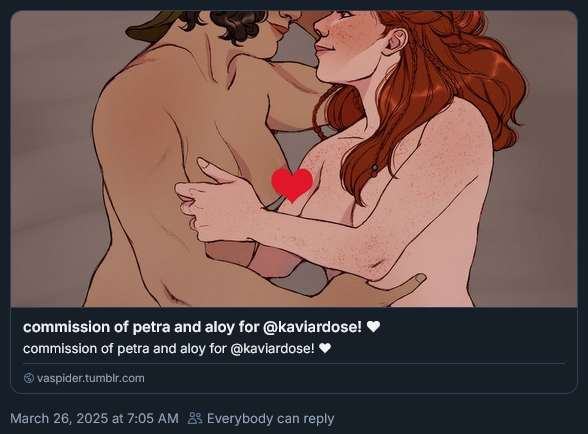 commission of petra and aloy for @kaviardose! ♥
commission of petra and aloy for @kaviardose! ♥
vaspider.tumblr.com
March 26, 2025 at 7:05 AM Everybody can reply